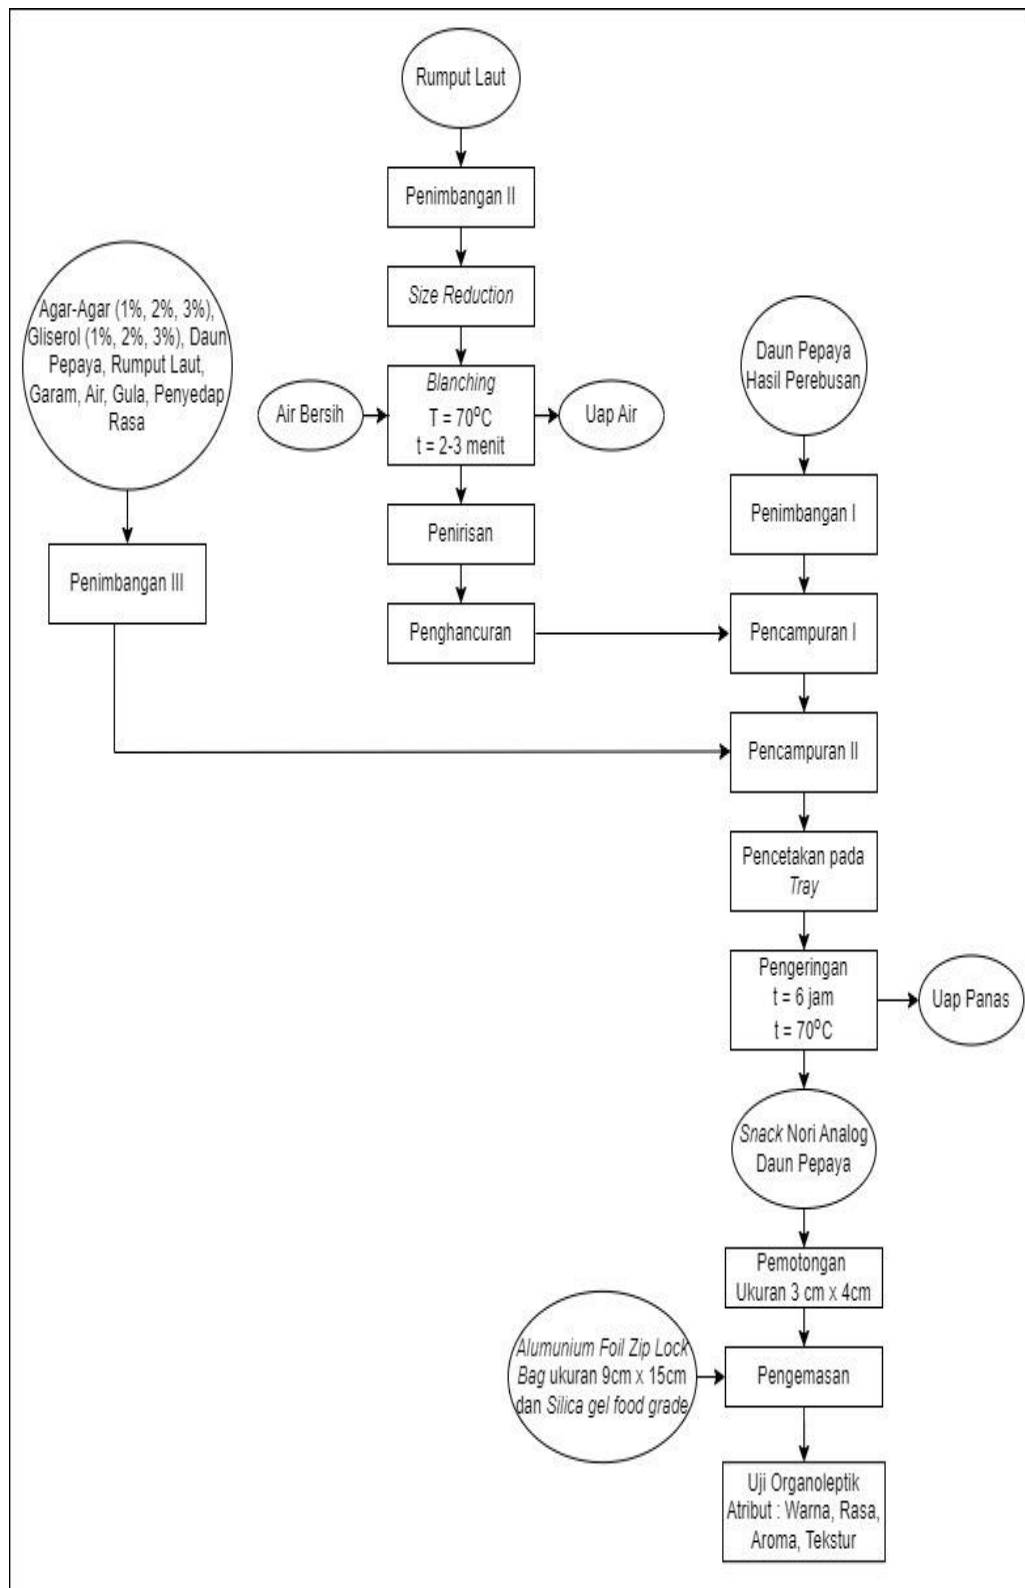 Rumput Laut
Penimbangan II
Size Reduction
Agar-Agar (1%, 2%, 3%),
Gliserol (1%, 2%, 3%), Daun
Pepaya, Rumput Laut,
Garam, Air, Gula, Penyedap
Rasa
Daun Pepaya
Hasil Perebusan
Air Bersih
Blanching
T = 70⁰C
t = 2-3 menit
Uap Air
Penirisan
Penimbangan I
Penimbangan III
Penghancuran
Pencampuran I
Pencampuran II
Pencetakan pada
Tray
Pengeringan
t = 6 jam
t = 70⁰C
Uap Panas
Snack Nori Analog
Daun Pepaya
Pemotongan
Ukuran 3 cm x 4cm
Alumunium Foil Zip Lock
Bag ukuran 9cm x 15cm
dan Silica gel food grade
Pengemasan
Uji Organoleptik
Atribut : Warna, Rasa,
Aroma, Tekstur